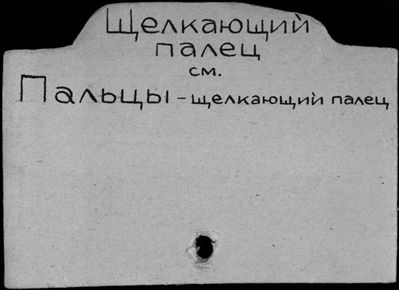 Щелкающий
палец
см.
Пальцы – щелкающий палец